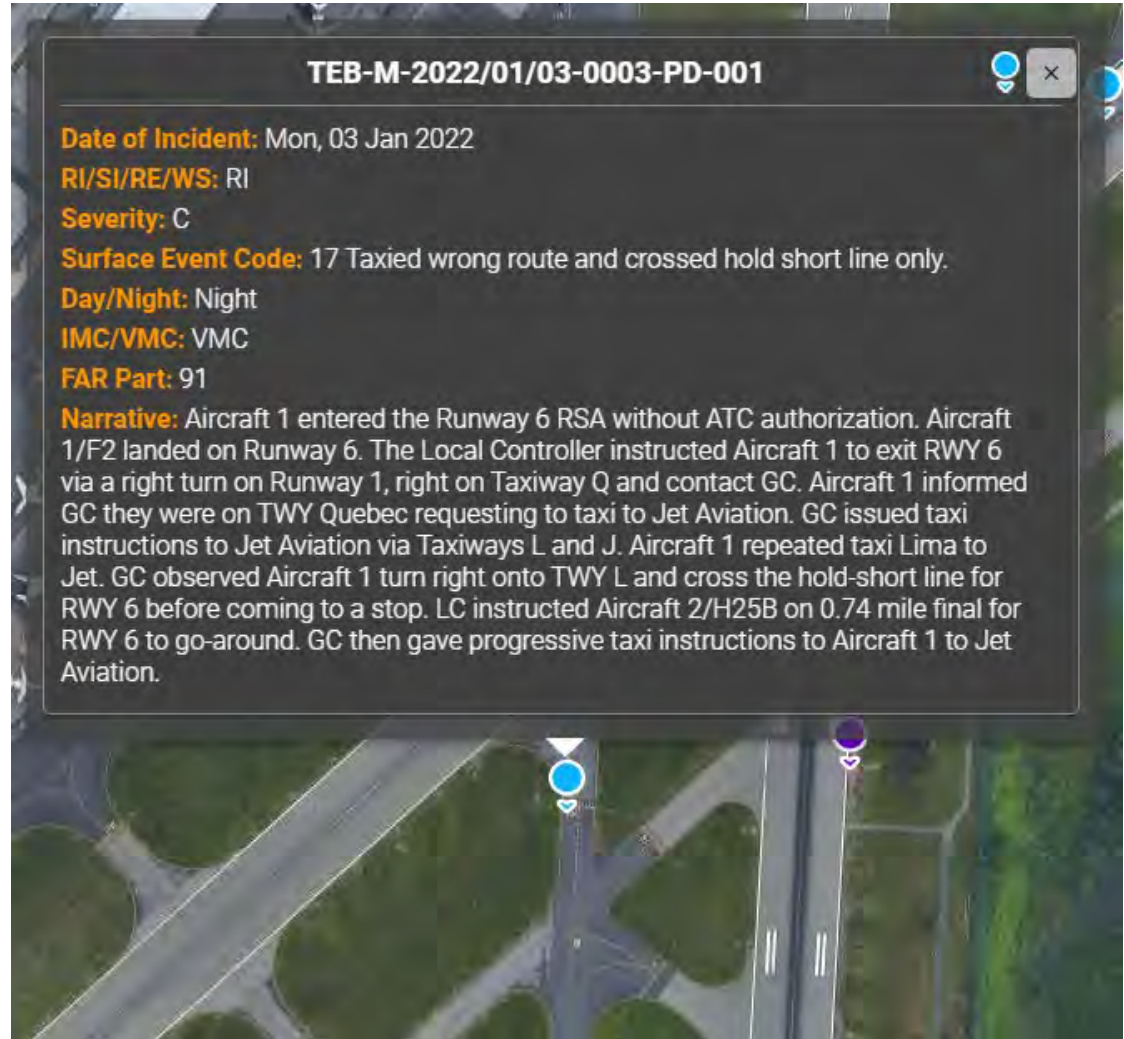 TEB-M-2022/01/03-0003-PD-001
×
Date of Incident: Mon, 03 Jan 2022
RI/SI/RE/WS: RI
Severity: C
Surface Event Code: 17 Taxied wrong route and crossed hold short line only.
Day/Night: Night
IMC/VMC: VMC
FAR Part: 91
Narrative: Aircraft 1 entered the Runway 6 RSA without ATC authorization. Aircraft
1/F2 landed on Runway 6. The Local Controller instructed Aircraft 1 to exit RWY 6
via a right turn on Runway 1, right on Taxiway Q and contact GC. Aircraft 1 informed
GC they were on TWY Quebec requesting to taxi to Jet Aviation. GC issued taxi
instructions to Jet Aviation via Taxiways L and J. Aircraft 1 repeated taxi Lima to
Jet. GC observed Aircraft 1 turn right onto TWY L and cross the hold-short line for
RWY 6 before coming to a stop. LC instructed Aircraft 2/H25B on 0.74 mile final for
RWY 6 to go-around. GC then gave progressive taxi instructions to Aircraft 1 to Jet
Aviation.